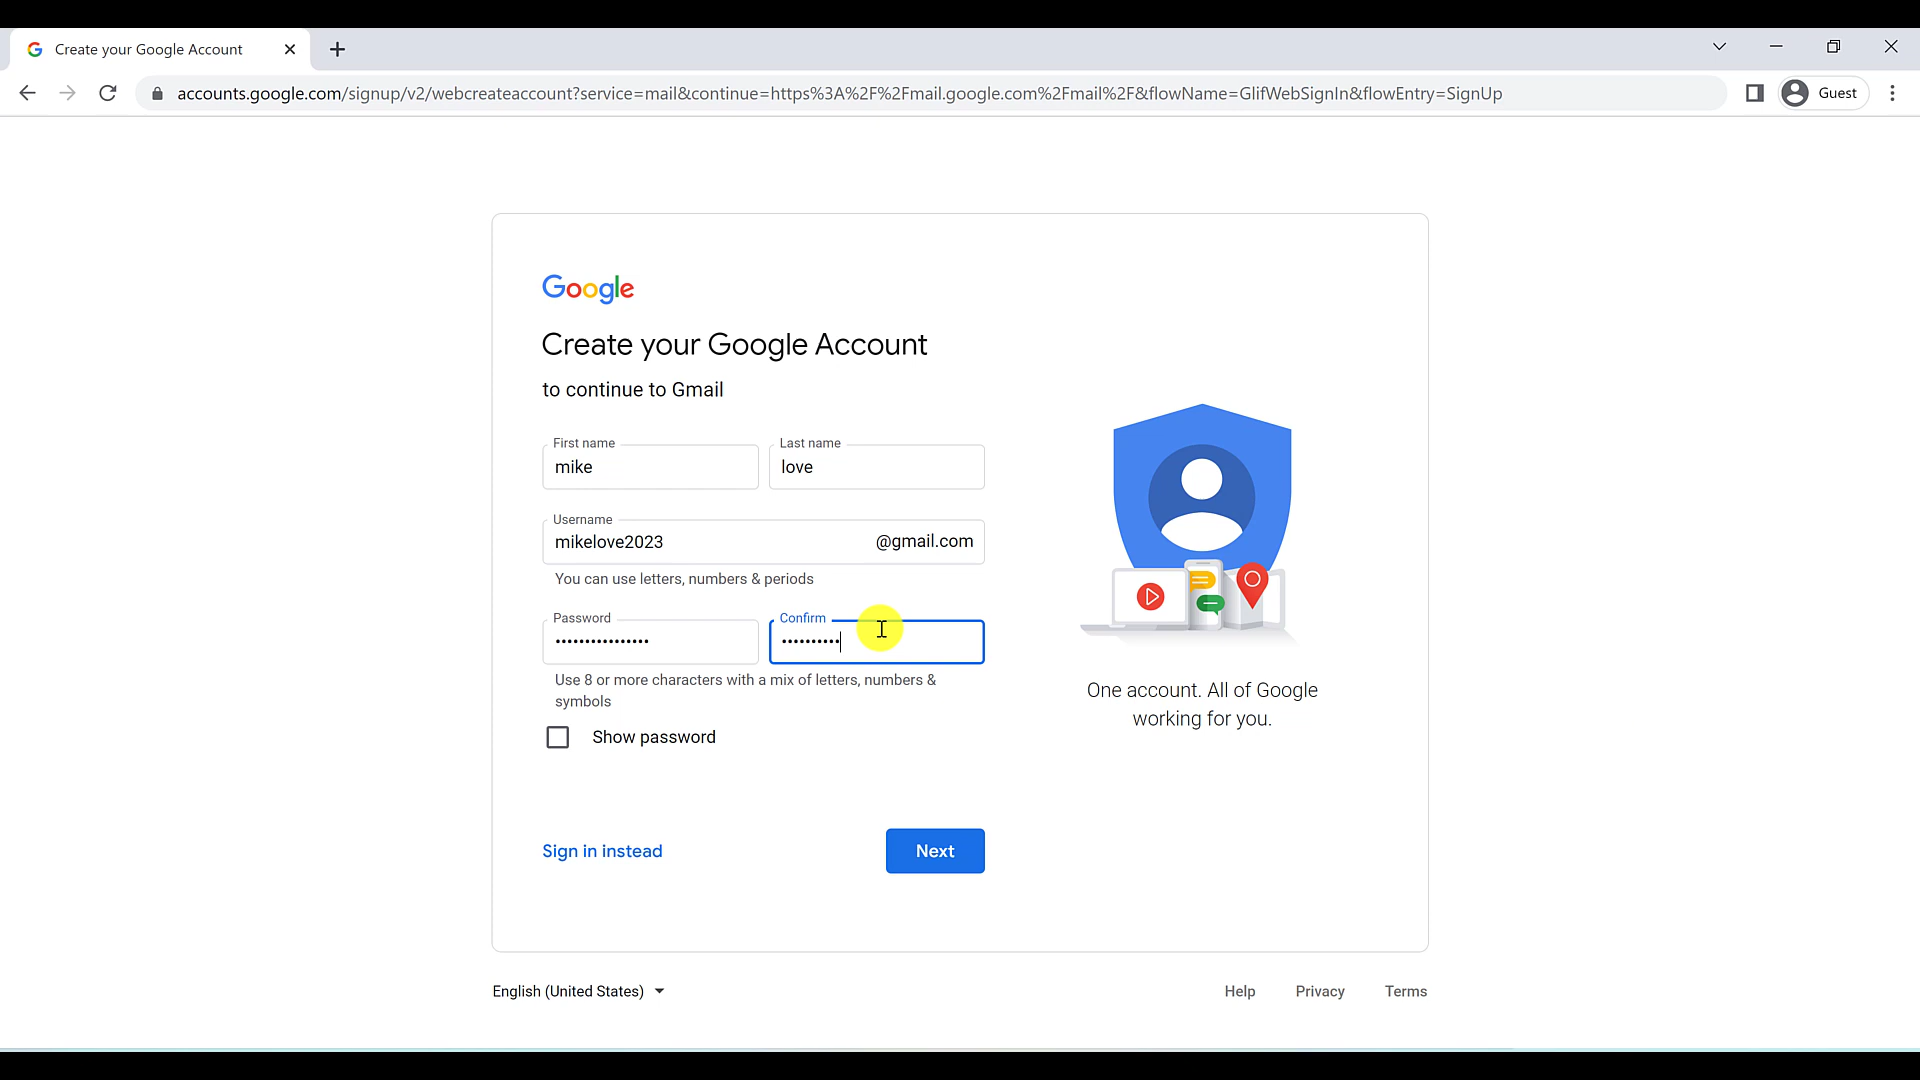 Create your Google Account
accounts.google.com/signup/v2/webcreateaccount?service=mail&continue=https%3A%2F%2Fmail.google.com%2Fmail%2F&flowName=GlifWebSignIn&flowEntry=SignUp
Guest
Google
Create your Google Account
to continue to Gmail
First name
Last name
mike
love
Username
mikelove2023
@gmail.com
You can use letters, numbers & periods
Password
Confirm
••••••••••••••••
••••••••••
Use 8 or more characters with a mix of letters, numbers &
symbols
Show password
One account. All of Google
working for you.
Sign in instead
Next
English (United States)
Help
Privacy
Terms